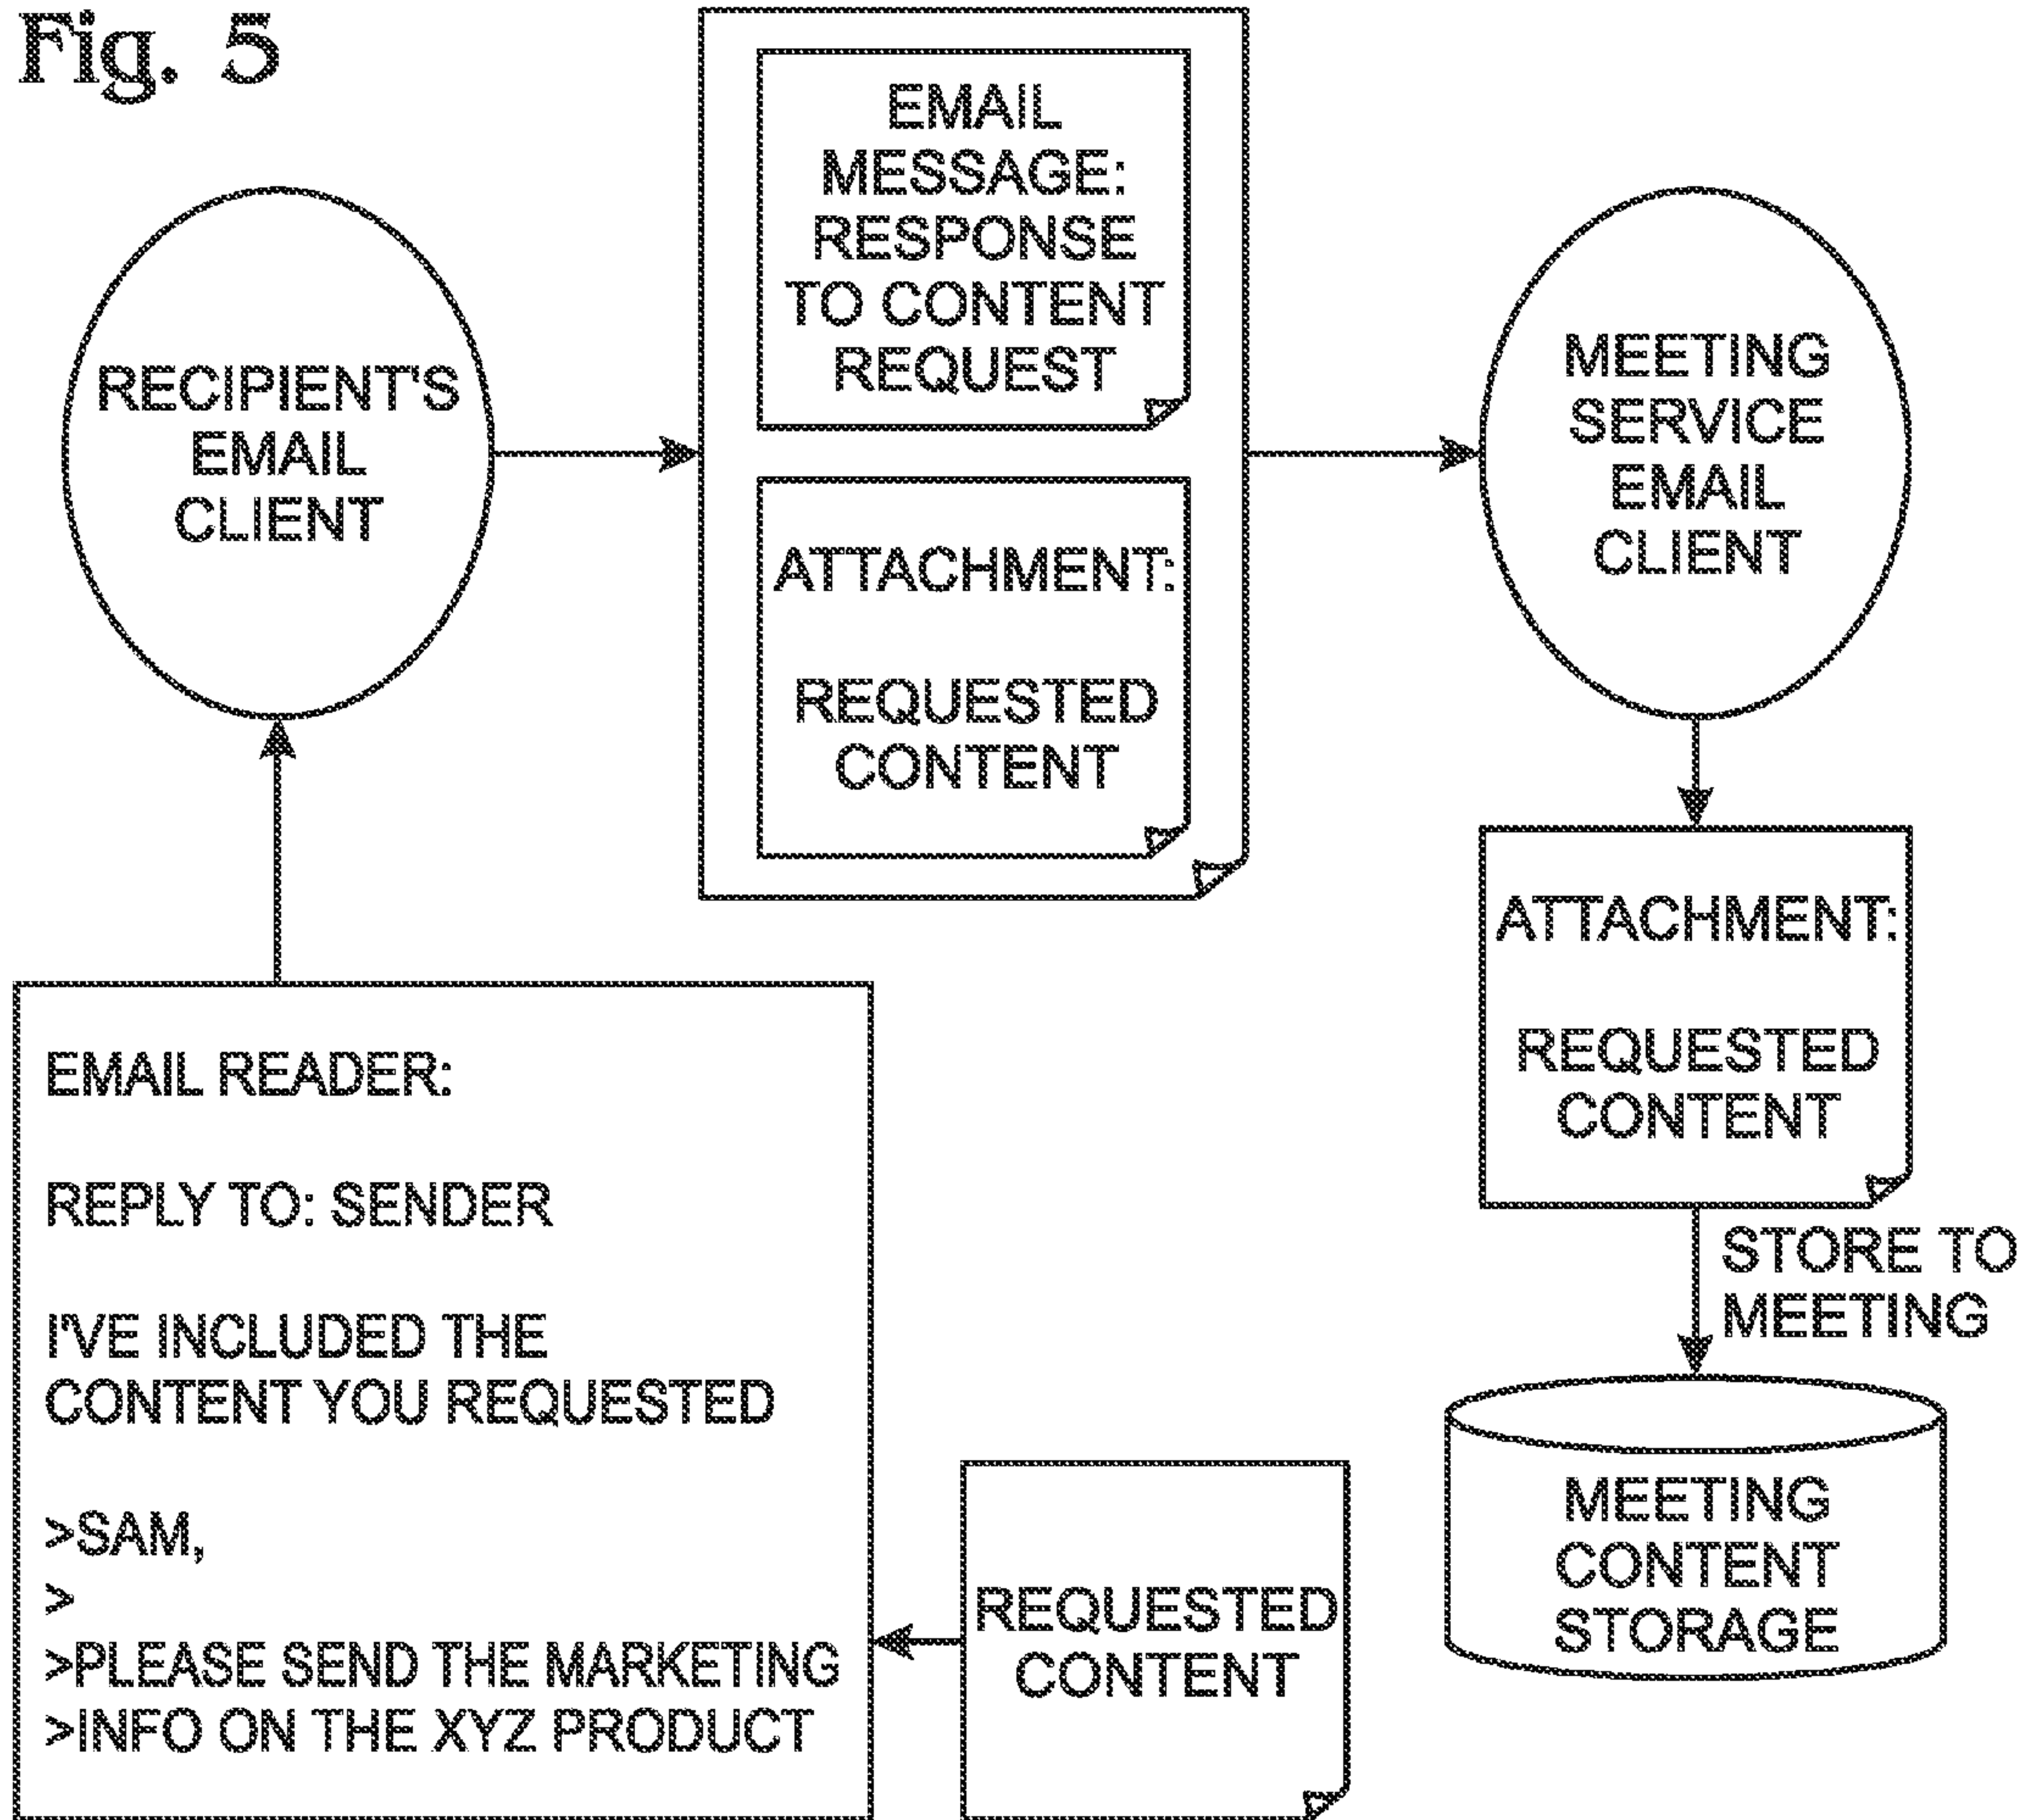 Fig. 5
EMAIL
MESSAGE:
RESPONSE
TO CONTENT
REQUEST
RECIPIENT'S
EMAIL
CLIENT
MEETING
SERVICE
EMAIL
CLIENT
ATTACHMENT:
REQUESTED
CONTENT
ATTACHMENT:
REQUESTED
CONTENT
EMAIL READER:
REPLY TO: SENDER
I'VE INCLUDED THE
CONTENT YOU REQUESTED
>SAM,
>
>PLEASE SEND THE MARKETING
>INFO ON THE XYZ PRODUCT
REQUESTED
CONTENT
STORE TO
MEETING
MEETING
CONTENT
STORAGE